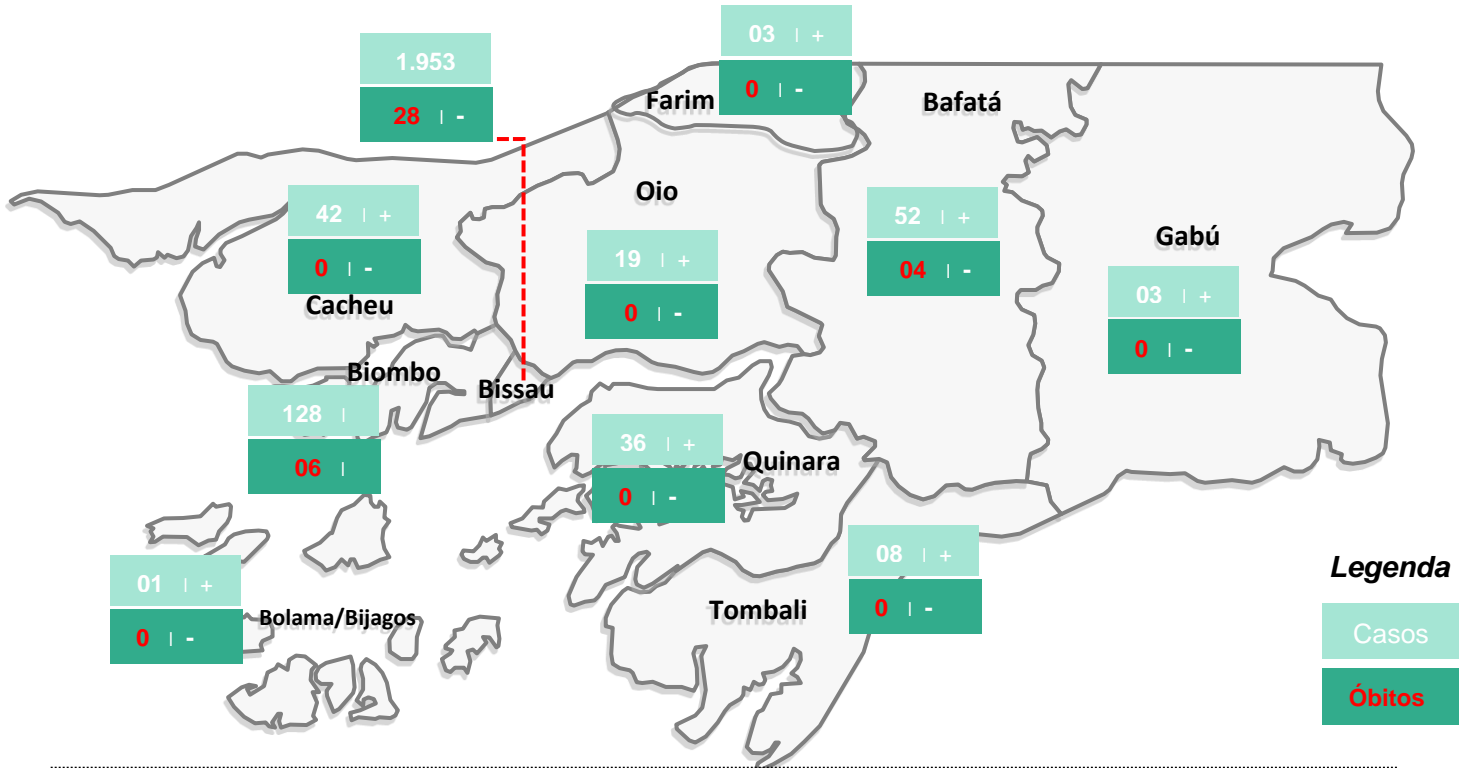 03 | +
0 | -
1.953
28 | -
Farim
Bafatá
Oio
42 | +
0 | -
Cacheu
19 | +
0 | -
52 | +
04 | -
Gabú
03 | +
0 | -
Biombo
Bissau
128 |
06 |
36 | +
0 | -
Quinara
01 | +
0 | -
Bolama/Bijagos
Tombali
08 | +
0 | -
Legenda
Casos
Óbitos